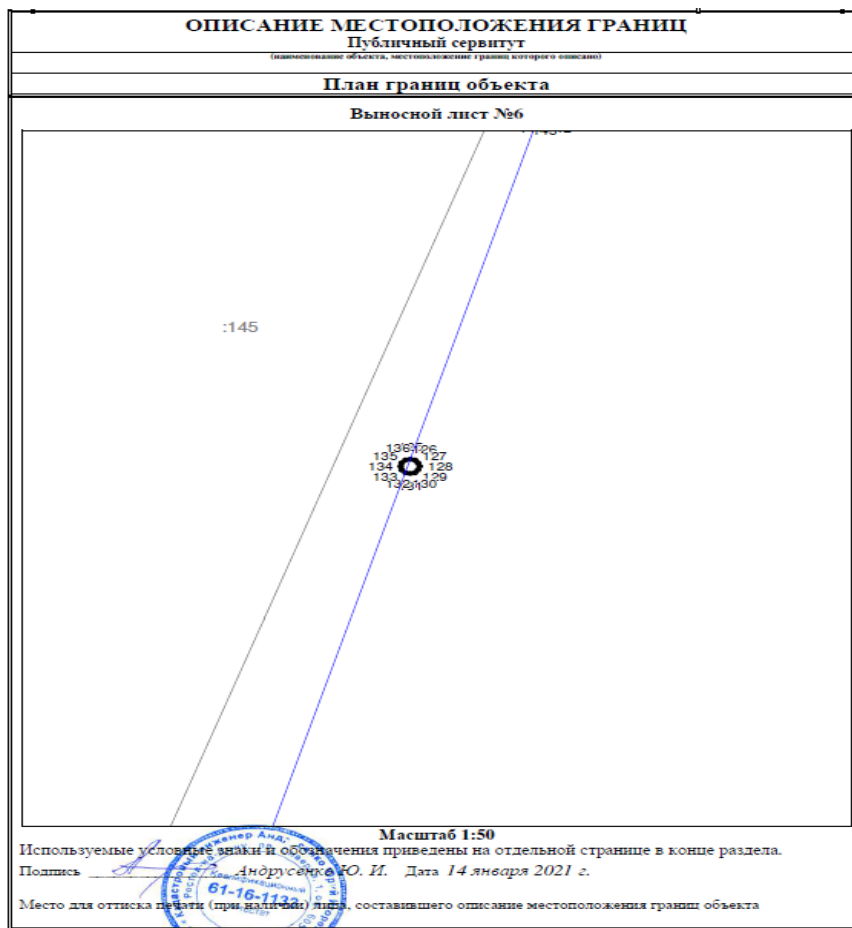 ОПИСАНИЕ МЕСТОПОЛОЖЕНИЯ ГРАНИЦ
Публичный сервитут
(наименование объекта, местоположение границ которого описано)
План границ объекта
Выносной лист №6
:145
136 126
135 127
134 128
133 129
132 130
Масштаб 1:50
Используемые условные знаки и обозначения приведены на отдельной странице в конце раздела.
Подпись Андрусенко Ю. И. Дата 14 января 2021 г.
Квалификационный
61-16-1132
Место для оттиска печати (при наличии) лица, составившего описание местоположения границ объекта